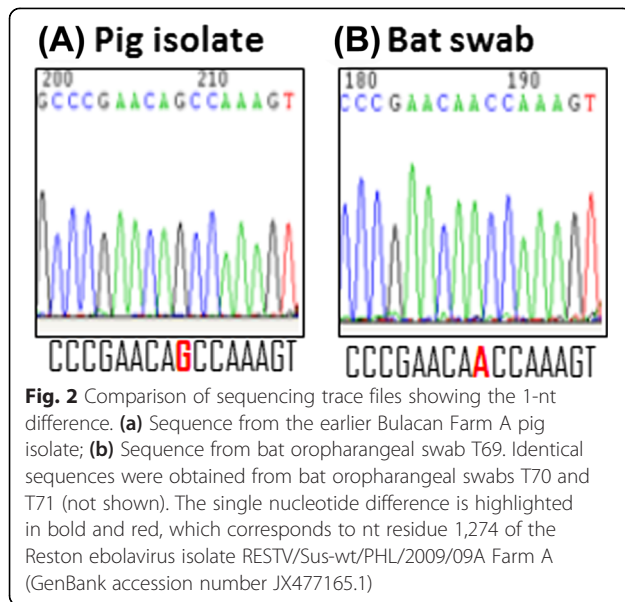 (A) Pig isolate
(B) Bat swab
200 210
GCCCGAACAGCCAAAGT
180 190
CCCGAACAACCAAAGT
CCCGAACAGCCAAAGT
CCCGAACAACCAAAGT
Fig. 2 Comparison of sequencing trace files showing the 1-nt
difference. (a) Sequence from the earlier Bulacan Farm A pig
isolate; (b) Sequence from bat oropharangeal swab T69. Identical
sequences were obtained from bat oropharangeal swabs T70 and
T71 (not shown). The single nucleotide difference is highlighted
in bold and red, which corresponds to nt residue 1,274 of the
Reston ebolavirus isolate RESTV/Sus-wt/PHL/2009/09A Farm A
(GenBank accession number JX477165.1)